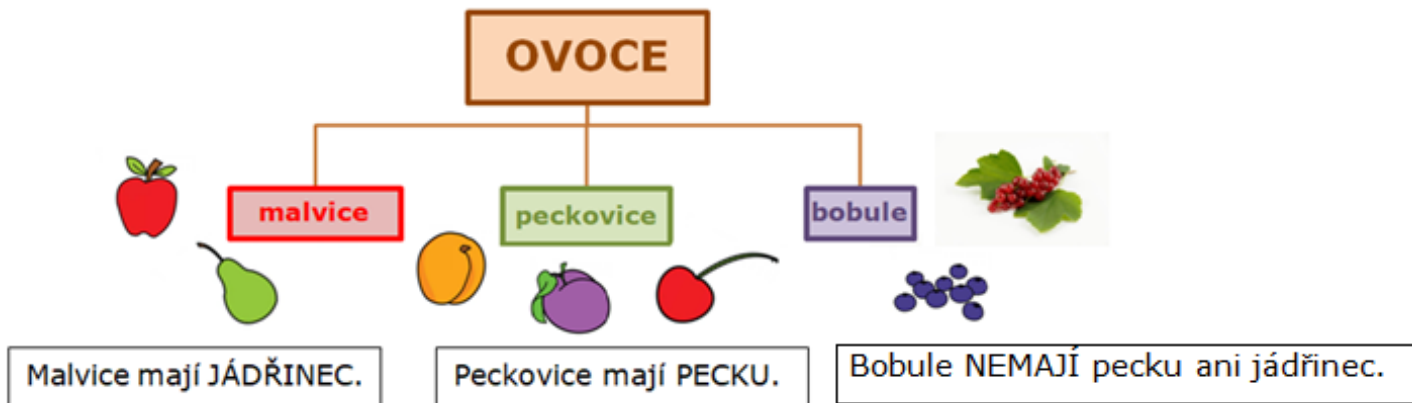 OVOCE
malvice
peckovice
bobule
Malvice mají JÁDŘINEC.
Peckovice mají PECKU.
Bobule NEMAJÍ pecku ani jádřinec.